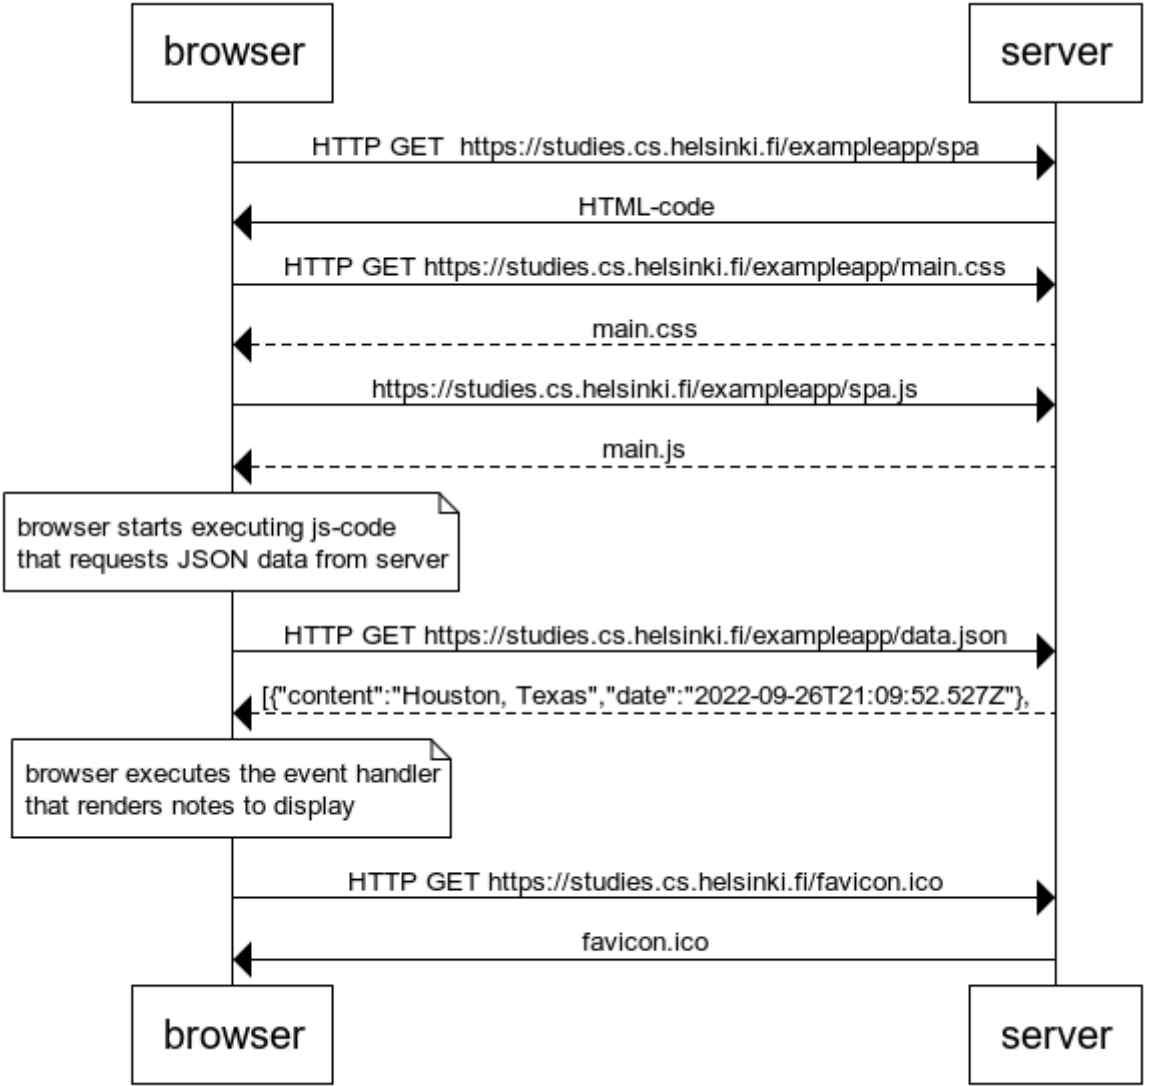 browser
server
HTTP GET  https://studies.cs.helsinki.fi/exampleapp/spa
HTML-code
HTTP GET https://studies.cs.helsinki.fi/exampleapp/main.css
main.css
https://studies.cs.helsinki.fi/exampleapp/spa.js
main.js
browser starts executing js-code
that requests JSON data from server
HTTP GET https://studies.cs.helsinki.fi/exampleapp/data.json
[{"content":"Houston, Texas","date":"2022-09-26T21:09:52.527Z"},
browser executes the event handler
that renders notes to display
HTTP GET https://studies.cs.helsinki.fi/favicon.ico
favicon.ico
browser
server